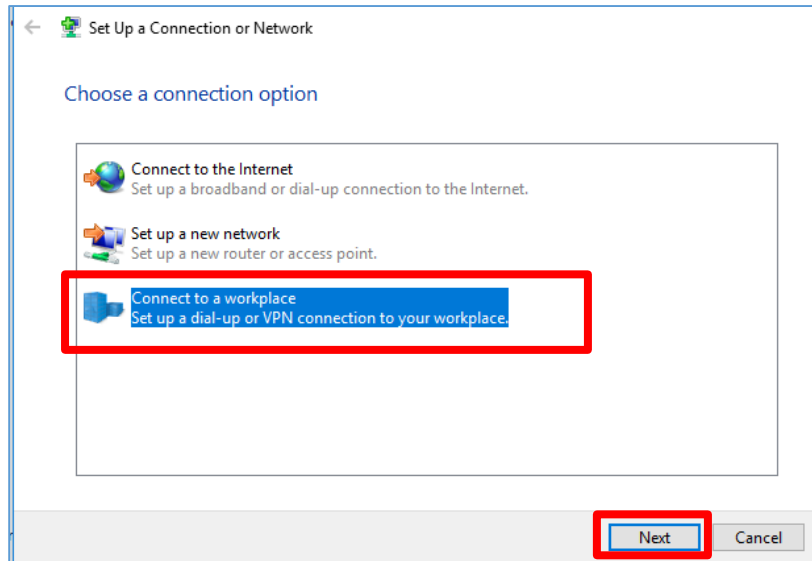 Set Up a Connection or Network
Choose a connection option
Connect to the Internet
Set up a broadband or dial-up connection to the Internet.
Set up a new network
Set up a new router or access point.
Connect to a workplace
Set up a dial-up or VPN connection to your workplace.
Next
Cancel